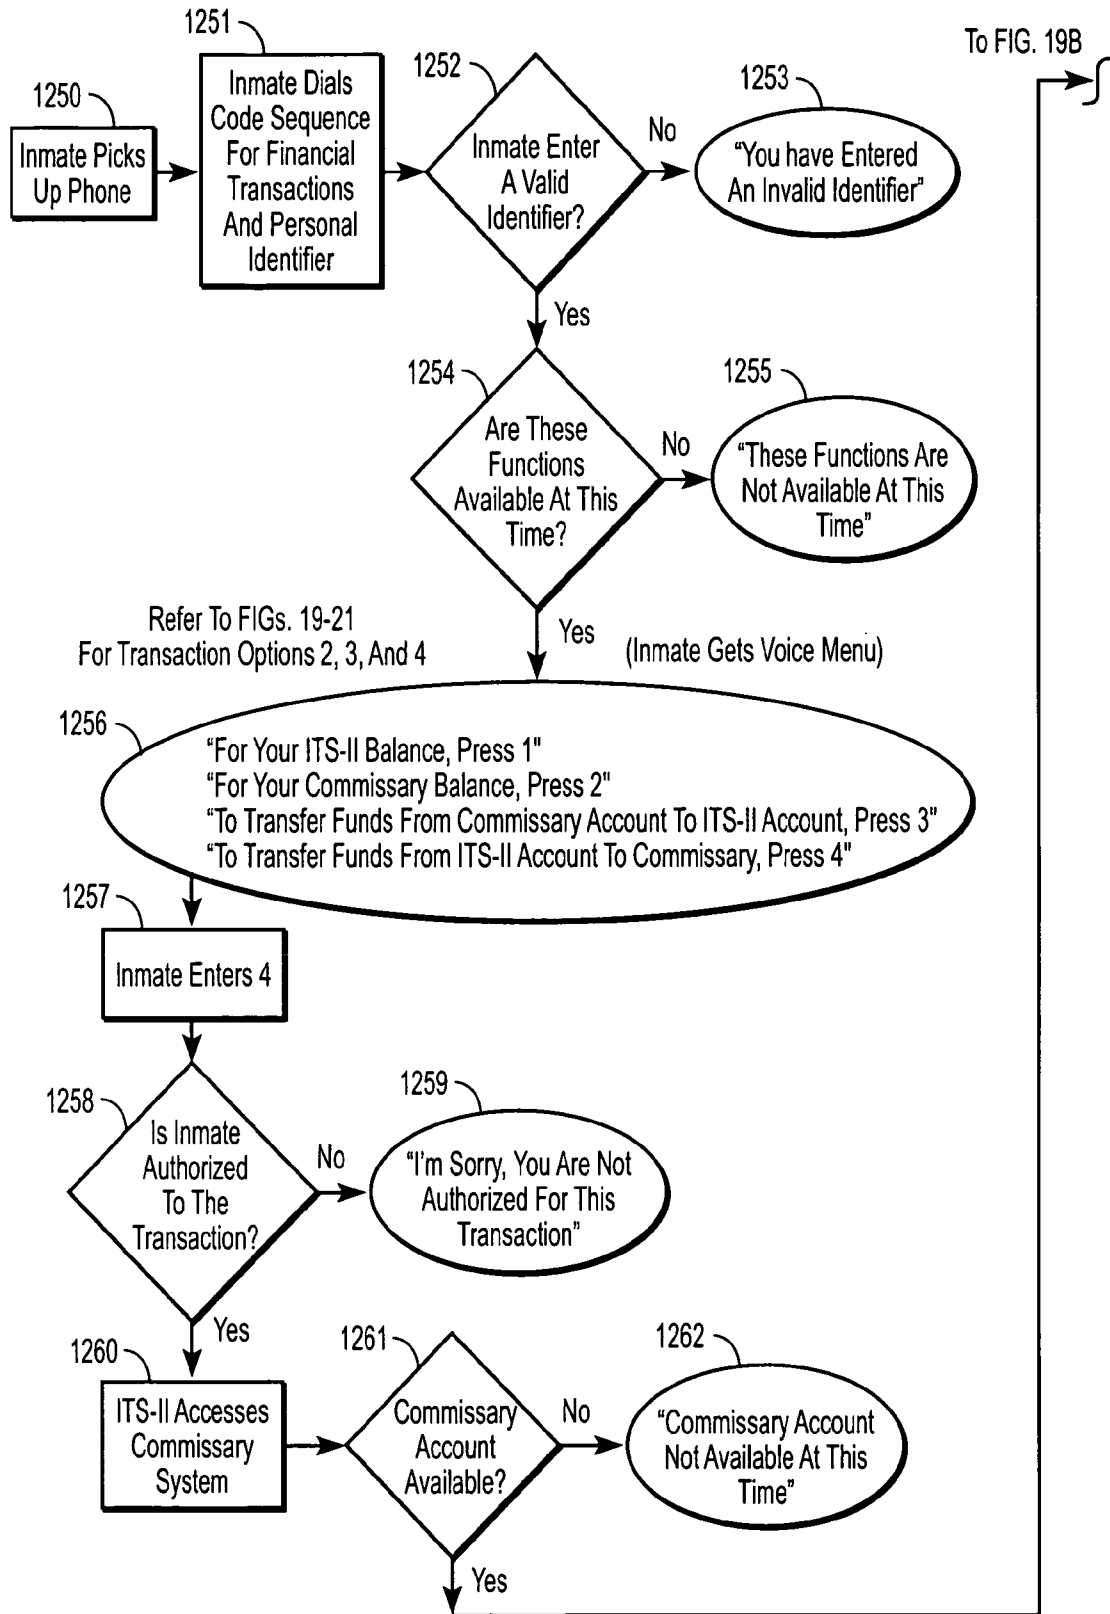 To FIG. 19B
1250
Inmate Picks
Up Phone
1251
Inmate Dials
Code Sequence
For Financial
Transactions
And Personal
Identifier
1252
Inmate Enter
A Valid
Identifier?
No
1253
“You have Entered
An Invalid Identifier”
Yes
1254
Are These
Functions
Available At This
Time?
No
1255
“These Functions Are
Not Available At This
Time”
Yes
Refer To FIGs. 19-21
For Transaction Options 2, 3, And 4
(Inmate Gets Voice Menu)
1256
“For Your ITS-II Balance, Press 1"
“For Your Commissary Balance, Press 2"
“To Transfer Funds From Commissary Account To ITS-II Account, Press 3"
“To Transfer Funds From ITS-II Account To Commissary, Press 4"
1257
Inmate Enters 4
1258
Is Inmate
Authorized
To The
Transaction?
No
1259
“I'm Sorry, You Are Not
Authorized For This
Transaction”
Yes
1260
ITS-II Accesses
Commissary
System
1261
Commissary
Account
Available?
No
1262
“Commissary Account
Not Available At This
Time”
Yes